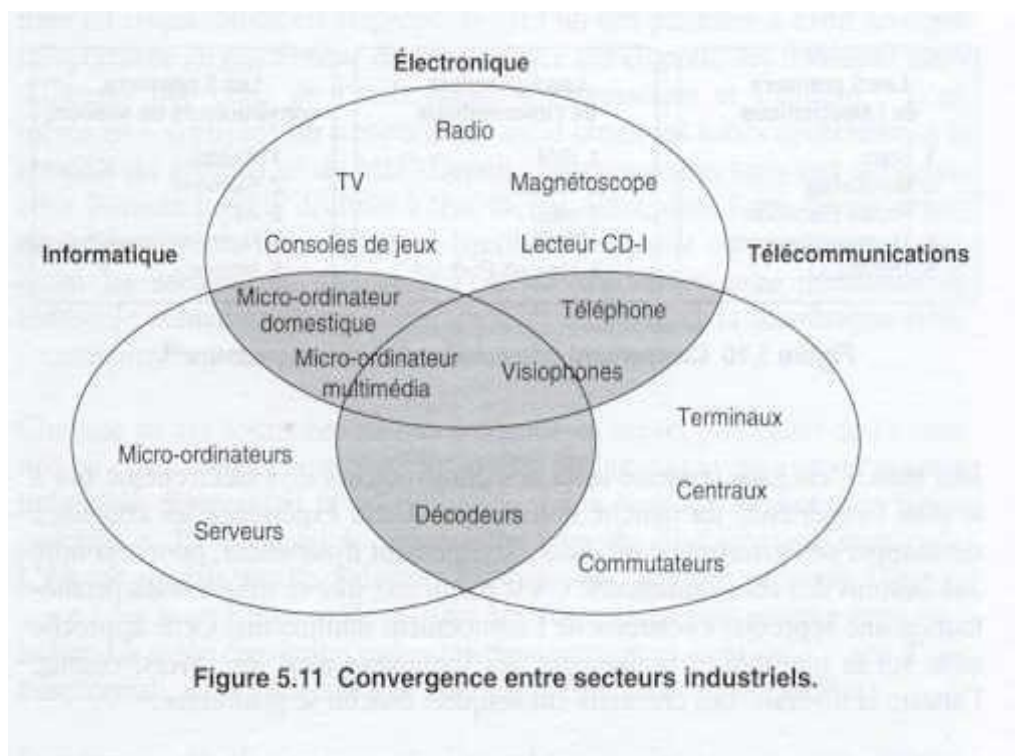 Électronique
Radio
TV
Magnétoscope
Consoles de jeux
Lecteur CD-I
Informatique
Télécommunications
Micro-ordinateur
domestique
Téléphone
Micro-ordinateur
multimédia
Visiophones
Terminaux
Micro-ordinateurs
Centraux
Serveurs
Décodeurs
Commutateurs
Figure 5.11 Convergence entre secteurs industriels.